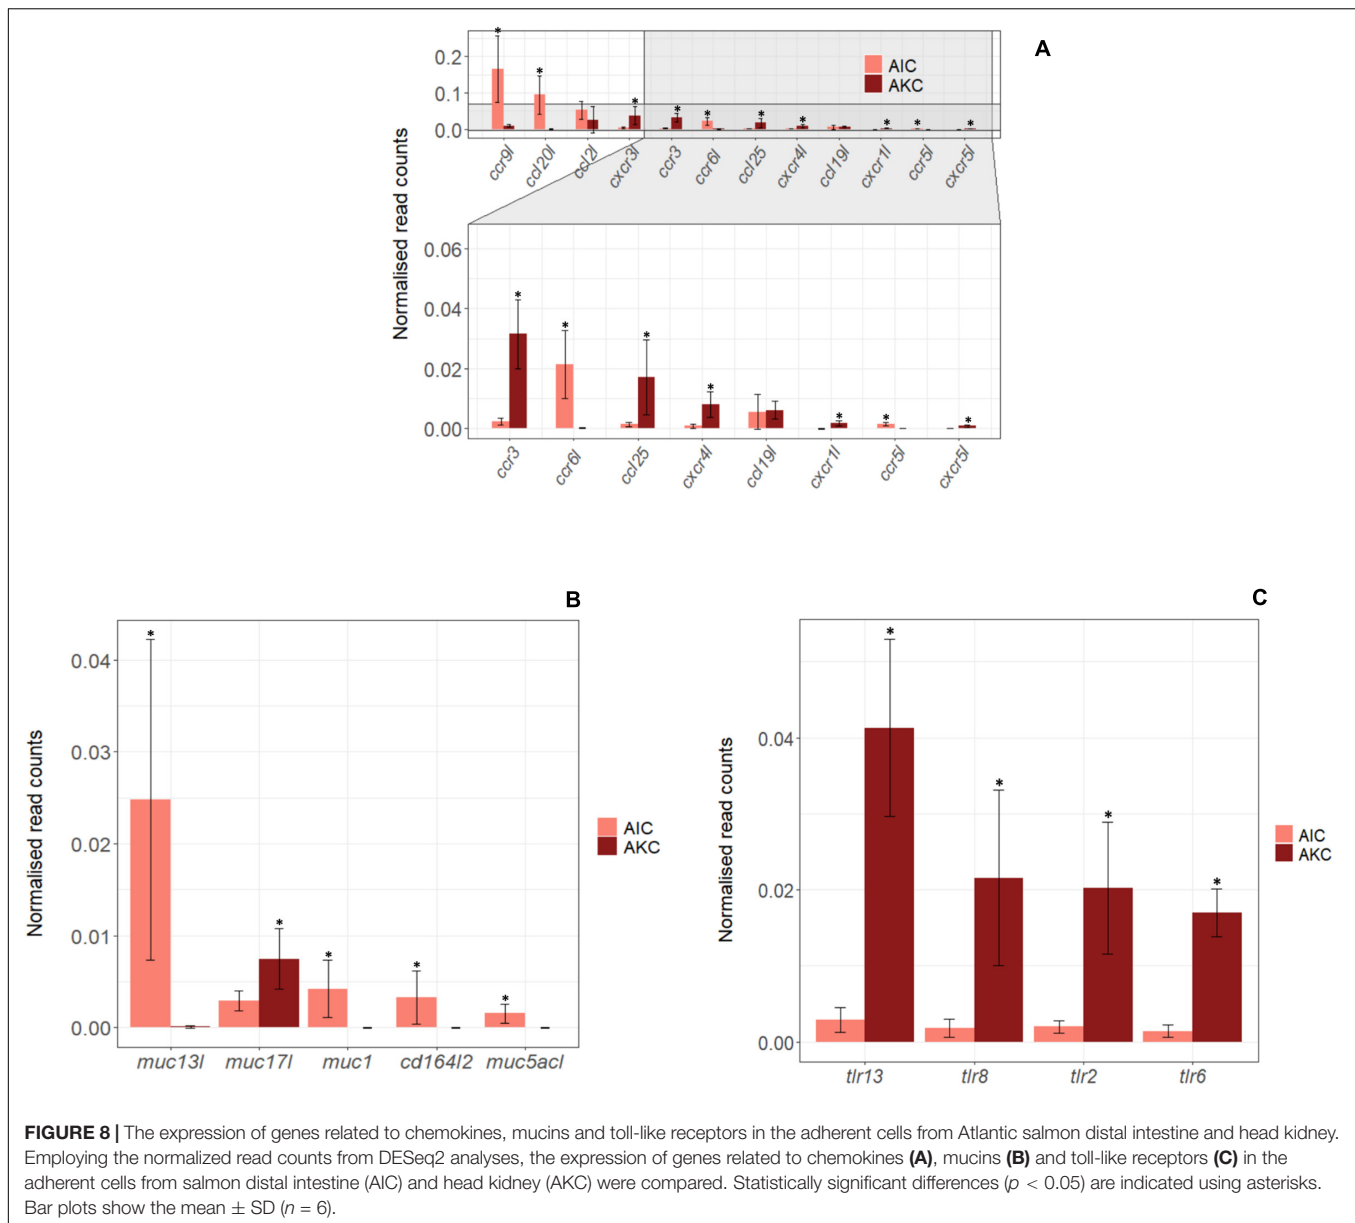 A
Normalised read counts
0.2
0.1
0.0
AIC
AKC
* * * * * * * * * * *
ccr9l ccl20l ccl2l cxcr3l ccr3 ccr6l ccl25 cxcr4l ccl19l cxcr1l ccr5l cxcr5l
0.06
0.04
0.02
0.00
* * * * * * *
ccr3 ccr6l ccl25 cxcr4l ccl19l cxcr1l ccr5l cxcr5l
B
Normalised read counts
0.04
0.03
0.02
0.01
0.00
* * * * *
AIC
AKC
muc13l muc17l muc1 cd164l2 muc5acl
C
Normalised read counts
0.04
0.02
0.00
* * * *
AIC
AKC
tlr13 tlr8 tlr2 tlr6
FIGURE 8 | The expression of genes related to chemokines, mucins and toll-like receptors in the adherent cells from Atlantic salmon distal intestine and head kidney.
Employing the normalized read counts from DESeq2 analyses, the expression of genes related to chemokines (A), mucins (B) and toll-like receptors (C) in the
adherent cells from salmon distal intestine (AIC) and head kidney (AKC) were compared. Statistically significant differences (p < 0.05) are indicated using asterisks.
Bar plots show the mean ± SD (n = 6).